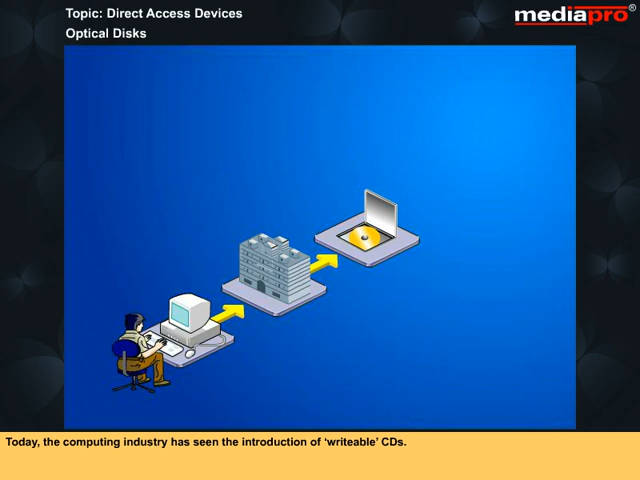 Topic: Direct Access Devices
Optical Disks
mediapro®
Today, the computing industry has seen the introduction of ‘writeable’ CDs.